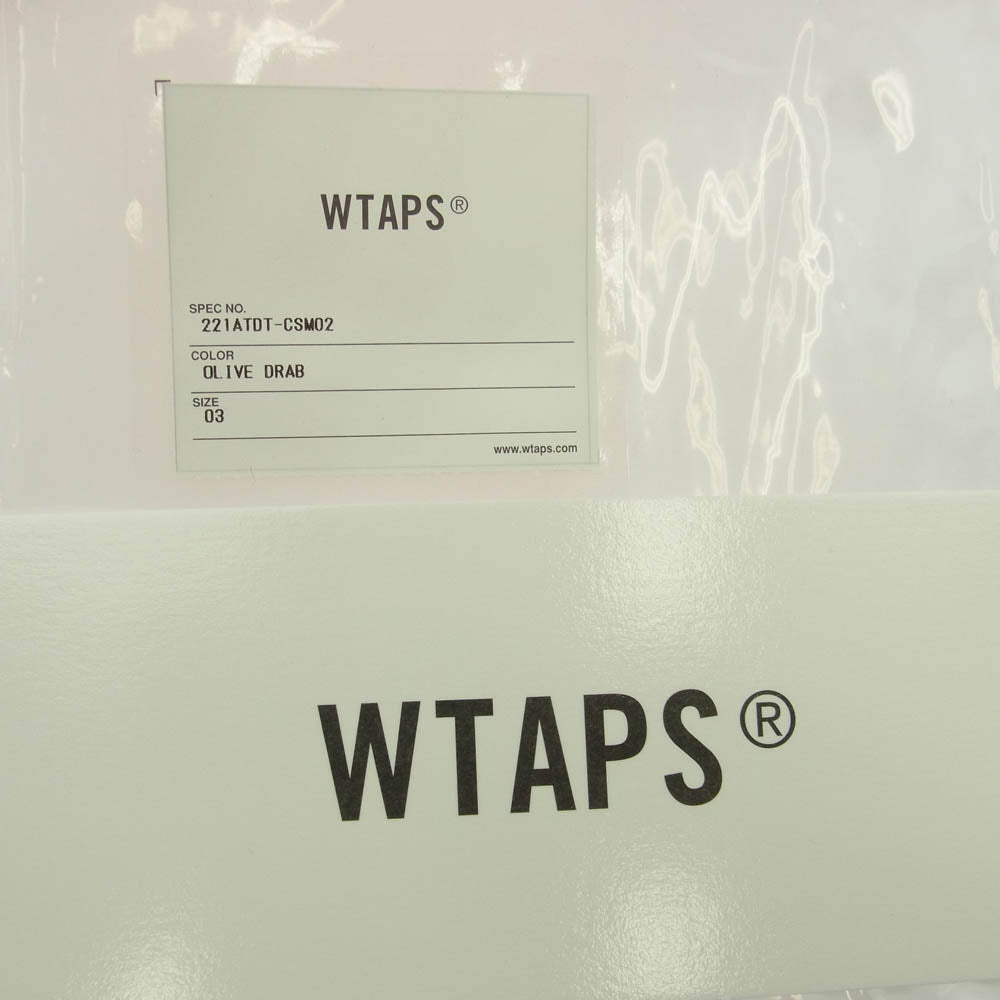 WTAPS®
SPEC NO.
221ATDT-CSM02
COLOR
OLIVE DRAB
SIZE
03
www.wtaps.com
WTAPS®